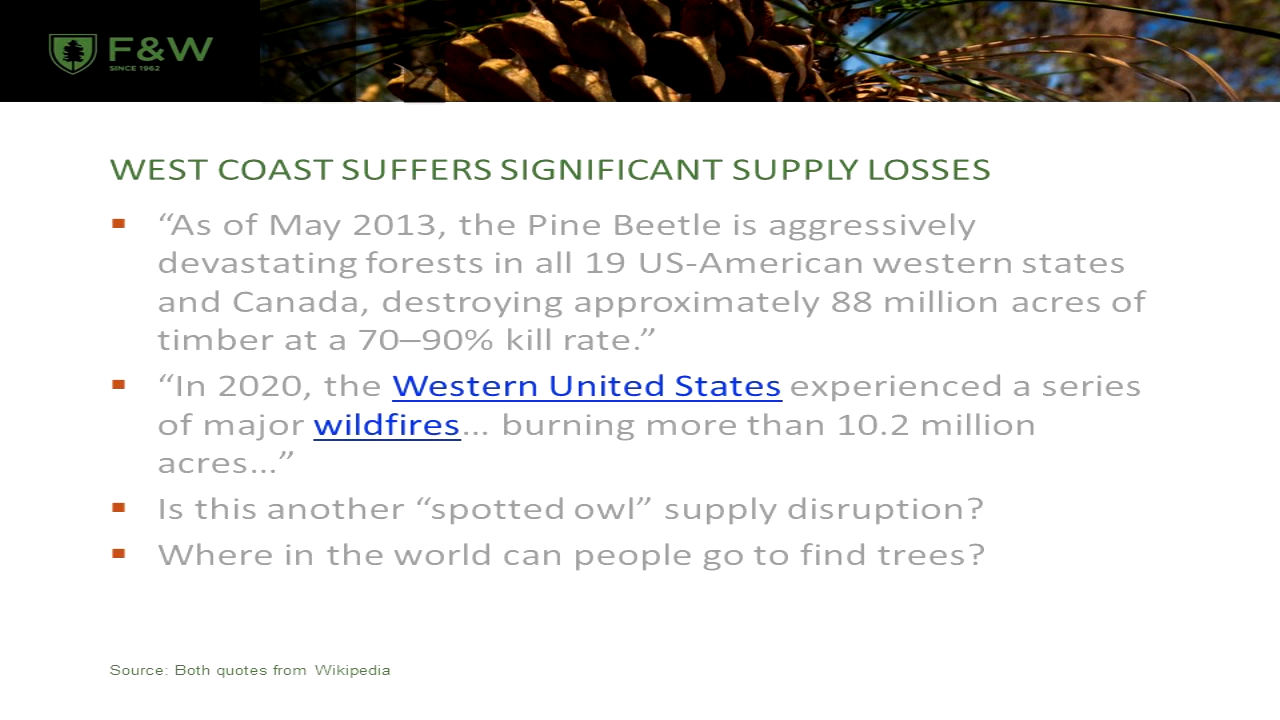 F&W
SINCE 1962
WEST COAST SUFFERS SIGNIFICANT SUPPLY LOSSES
▪ “As of May 2013, the Pine Beetle is aggressively
devastating forests in all 19 US-American western states
and Canada, destroying approximately 88 million acres of
timber at a 70–90% kill rate.”
▪ “In 2020, the Western United States experienced a series
of major wildfires... burning more than 10.2 million
acres...”
▪ Is this another “spotted owl” supply disruption?
▪ Where in the world can people go to find trees?
Source: Both quotes from Wikipedia